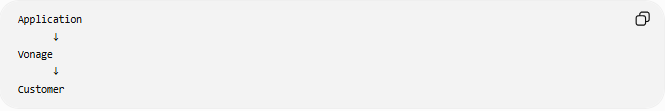 Application
↓
Vonage
↓
Customer